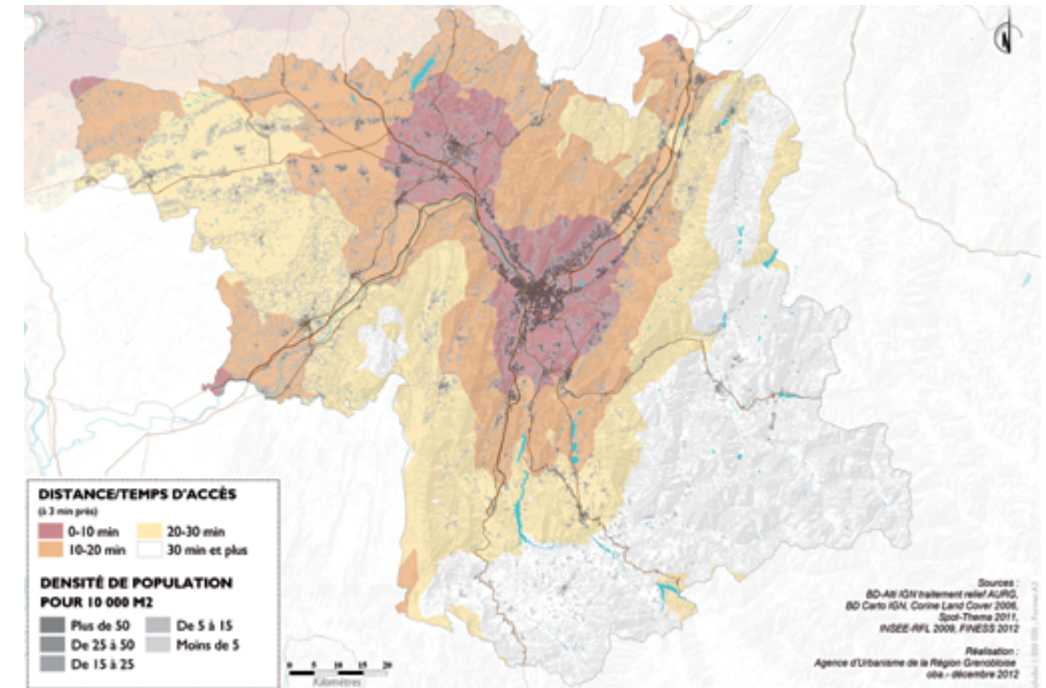 N
DISTANCE/TEMPS D'ACCÈS
(à 3 min près)
0-10 min
20-30 min
10-20 min
30 min et plus
DENSITÉ DE POPULATION
POUR 10 000 M2
Plus de 50
De 5 à 15
De 25 à 50
Moins de 5
De 15 à 25
0 5 10 15 20
Kilomètres
Sources :
BD-Alti IGN traitement relief AURG,
BD Carto IGN, Corine Land Cover 2006,
Spot-Thema 2011,
INSEE-RFL 2009, FINESS 2012
Réalisation :
Agence d'Urbanisme de la Région Grenobloise
oba.- décembre 2012